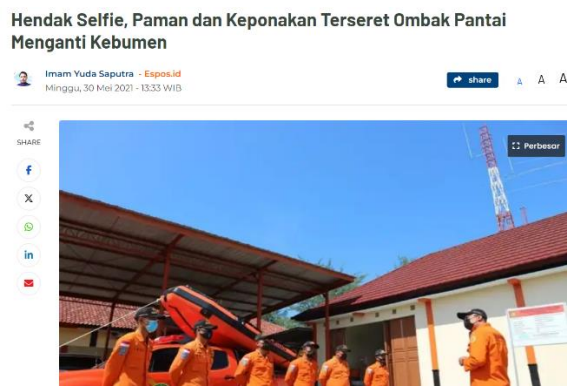 Hendak Selfie, Paman dan Keponakan Terseret Ombak Pantai
Menganti Kebumen
Imam Yuda Saputra - Espos.id
Minggu, 30 Mei 2021 - 13:33 WIB
share
A A A
SHARE
Perbesar